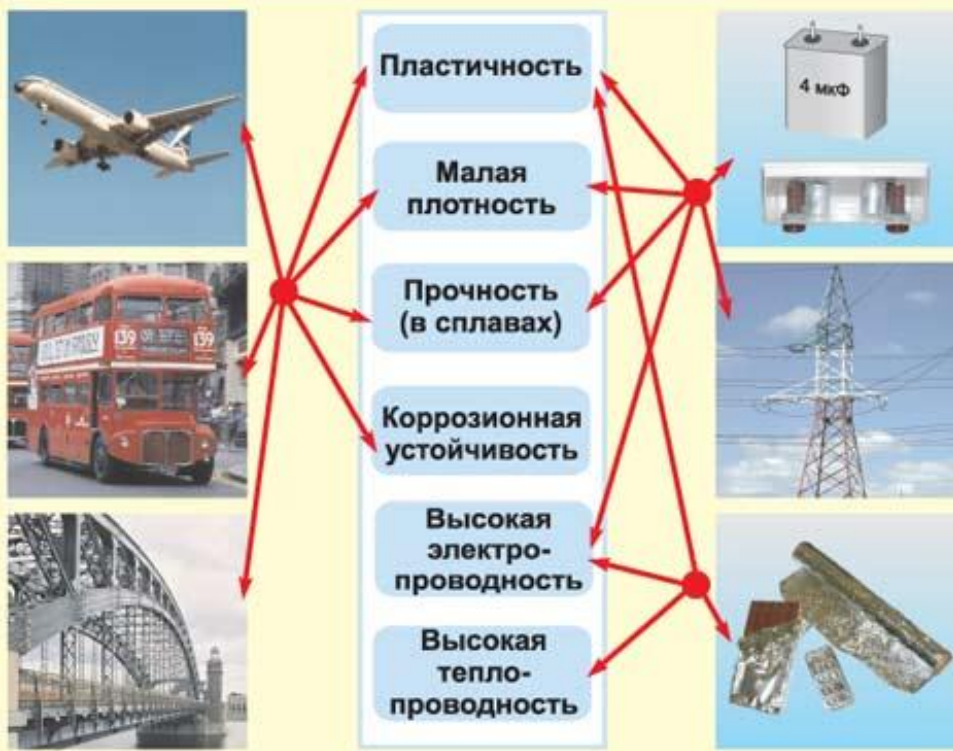 Пластичность
Малая
плотность
Прочность
(в сплавах)
Коррозионная
устойчивость
Высокая
электро-
проводность
Высокая
тепло-
проводность
4 мкФ
139
139